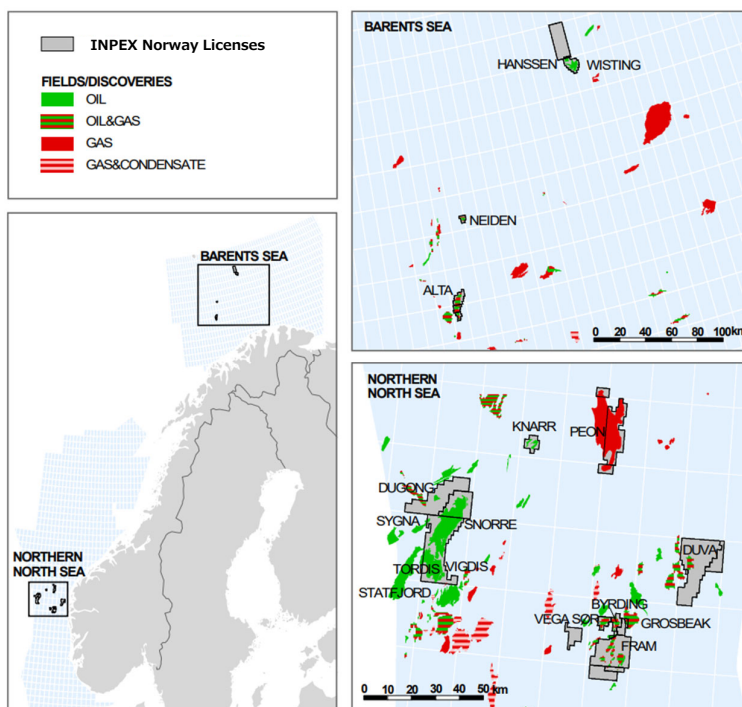 INPEX Norway Licenses
FIELDS/DISCOVERIES
OIL
OIL&GAS
GAS
GAS&CONDENSATE
BARENTS SEA
NORTHERN
NORTH SEA
BARENTS SEA
HANSSEN
WISTING
NEIDEN
ALTA
0 20 40 60 80 100km
NORTHERN
NORTH SEA
KNARR
PEON
DUGONG
SYGNA
SNORRE
DUVA
TORDIS
VIGDIS
STATFJORD
BYRDING
VEGA SØR
GROSBEAK
FRAM
0 10 20 30 40 50 km